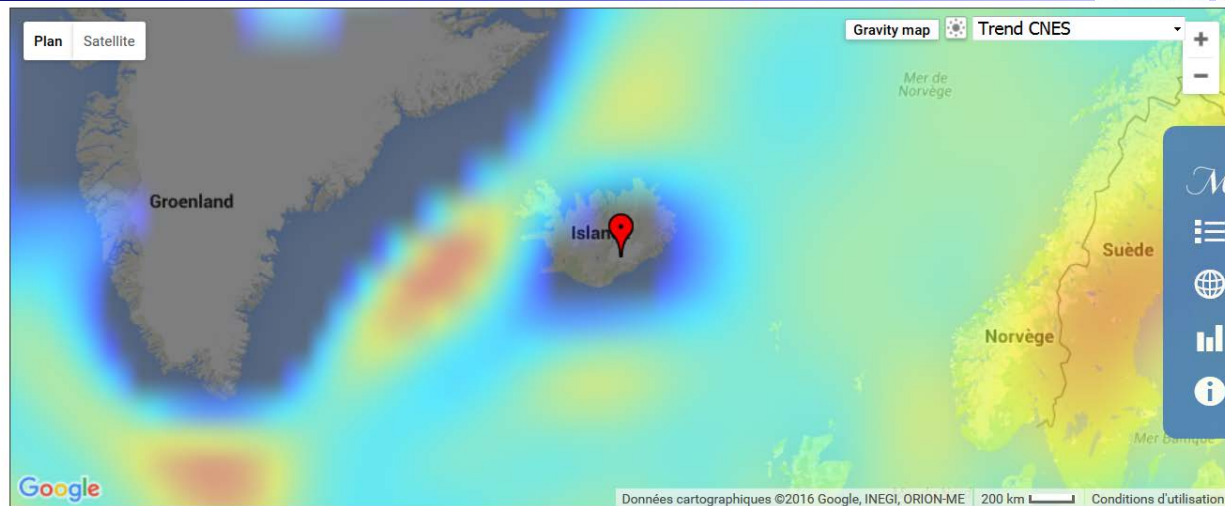 Plan Satellite
Gravity map Trend CNES
+
Mer de
Norvège
−
Groenland
Suède
Norvège
Google
Données cartographiques ©2016 Google, INEGI, ORION-ME 200 km Conditions d'utilisation